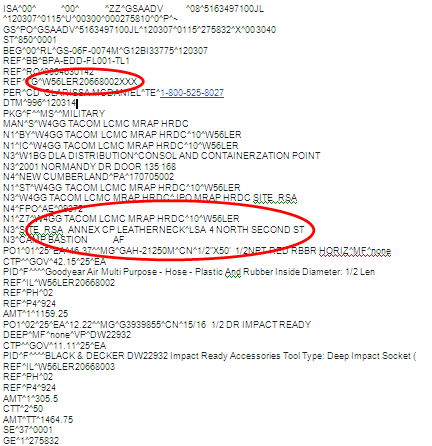 ISA^00^ ^00^ ^ZZ^GSAADV ^08^5163497100JL
^120307^0115^U^00300^000275810^0^P^~
GS^PO^GSAADV^5163497100JL^120307^0115^275832^X^003040
ST^850^0001
BEG^00^RL^GS-06F-0074M^G12BI33775^120307
REF^BB^BPA-EDD-FL001-TL1
REF^RQ^0094630142
REF^TG^W56LER20668002XXX
PER^CD^CLARISSA MCDANIEL^TE^1-800-525-8027
DTM^996^120314
PKG^F^^MS^^MILITARY
MAN^S^W4GG TACOM LCMC MRAP HRDC
N1^BY^W4GG TACOM LCMC MRAP HRDC^10^W56LER
N1^IC^W4GG TACOM LCMC MRAP HRDC^10^W56LER
N3^W1BG DLA DISTRIBUTION^CONSOL AND CONTAINERZATION POINT
N3^2001 NORMANDY DR DOOR 135 168
N4^NEW CUMBERLAND^PA^170705002
N1^ST^W4GG TACOM LCMC MRAP HRDC^10^W56LER
N3^W4GG TACOM LCMC MRAP HRDC^JPO MRAP HRDC SITE RSA
N4^FPO^AE^09372
N1^Z7^W4GG TACOM LCMC MRAP HRDC^10^W56LER
N3^SITE RSA ANNEX CP LEATHERNECK^LSA 4 NORTH SECOND ST
N3^CAMP BASTION AF
PO1^01^25^EA^46.37^^MG^GAH-21250M^CN^1/2"X50' 1/2NPT RED RBBR HORIZ^MF^none
CTP^^GOV^42.15^25^EA
PID^F^^^^Goodyear Air Multi Purpose - Hose - Plastic And Rubber Inside Diameter: 1/2 Len
REF^IL^W56LER20668002
REF^PH^02
REF^P4^924
AMT^1^1159.25
PO1^02^25^EA^12.22^^MG^G3939855^CN^15/16 1/2 DR IMPACT READY
DEEP^MF^none^VP^DW22932
CTP^^GOV^11.11^25^EA
PID^F^^^^BLACK & DECKER DW22932 Impact Ready Accessories Tool Type: Deep Impact Socket (
REF^IL^W56LER20668003
REF^PH^02
REF^P4^924
AMT^1^305.5
CTT^2^50
AMT^TT^1464.75
SE^37^0001
GE^1^275832